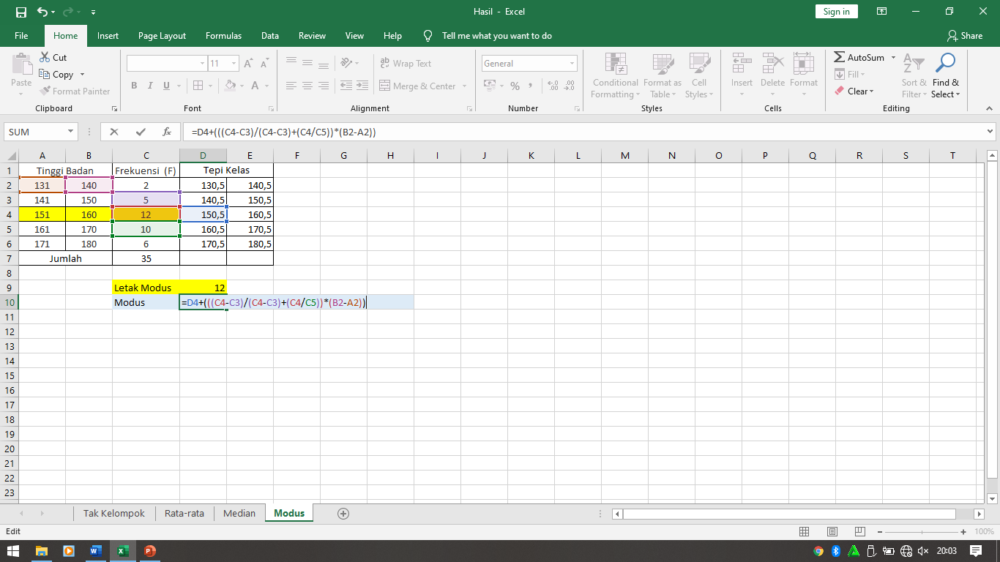 Hasil - Excel
Sign in
File Home Insert Page Layout Formulas Data Review View Help Tell me what you want to do Share
Paste Cut Copy Format Painter Clipboard
11 B I U A A A Font
ab Wrap Text Merge & Center Alignment
General % , Number
Conditional Formatting Format as Table Cell Styles Styles
Insert Delete Format Cells
AutoSum Fill Clear Sort & Filter Find & Select Editing
SUM fx =D4+(((C4-C3)/(C4-C3)+(C4/C5))*(B2-A2))
A B C D E F G H I J K L M N O P Q R S T
1 Tinggi Badan Frekuensi (F) Tepi Kelas
2 131 140 2 130,5 140,5
3 141 150 5 140,5 150,5
4 151 160 12 150,5 160,5
5 161 170 10 160,5 170,5
6 171 180 6 170,5 180,5
7 Jumlah 35
8
9 Letak Modus 12
10 Modus =D4+(((C4-C3)/(C4-C3)+(C4/C5))*(B2-A2))
11
12
13
14
15
16
17
18
19
20
21
22
23
Tak Kelompok Rata-rata Median Modus
Edit 100%
20:03